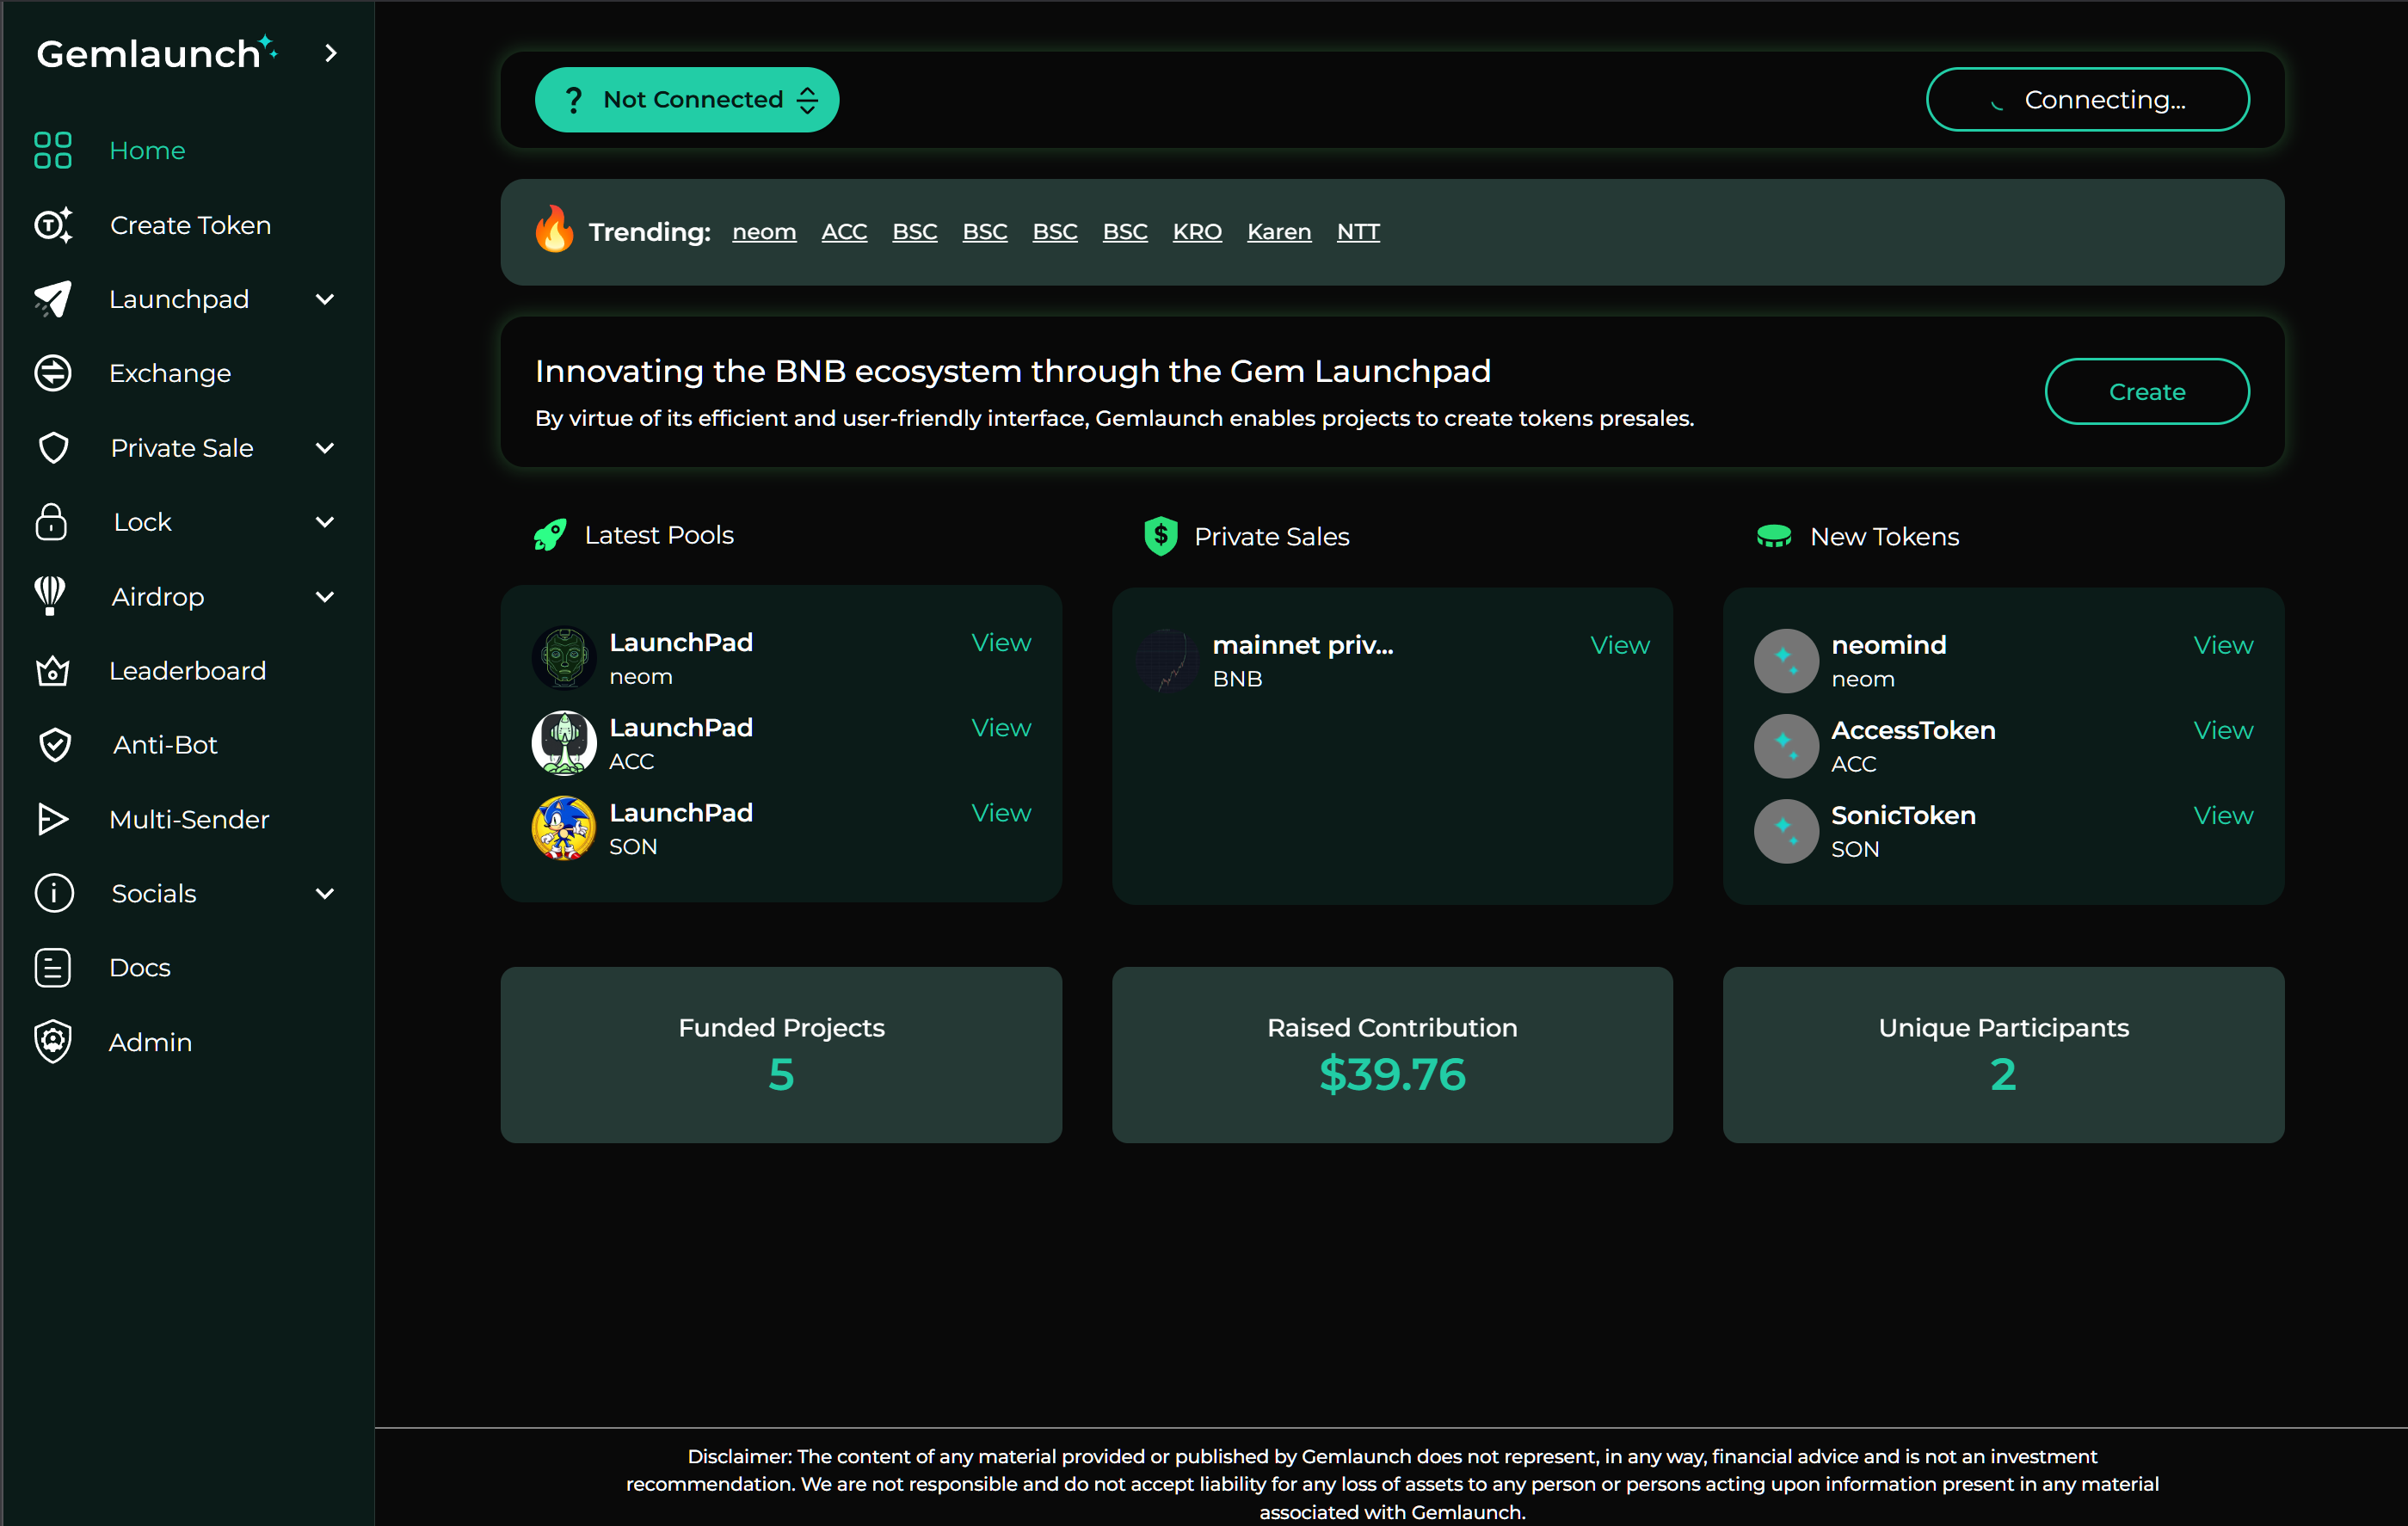 Gemlaunch
Home
Create Token
Launchpad
Exchange
Private Sale
Lock
Airdrop
Leaderboard
Anti-Bot
Multi-Sender
Socials
Docs
Admin
? Not Connected
Connecting...
Trending: neom ACC BSC BSC BSC BSC KRO Karen NTT
Innovating the BNB ecosystem through the Gem Launchpad
By virtue of its efficient and user-friendly interface, Gemlaunch enables projects to create tokens presales.
Create
Latest Pools
LaunchPad View
neom
LaunchPad View
ACC
LaunchPad View
SON
Private Sales
mainnet priv... View
BNB
New Tokens
neomind View
neom
AccessToken View
ACC
SonicToken View
SON
Funded Projects
5
Raised Contribution
$39.76
Unique Participants
2
Disclaimer: The content of any material provided or published by Gemlaunch does not represent, in any way, financial advice and is not an investment
recommendation. We are not responsible and do not accept liability for any loss of assets to any person or persons acting upon information present in any material
associated with Gemlaunch.